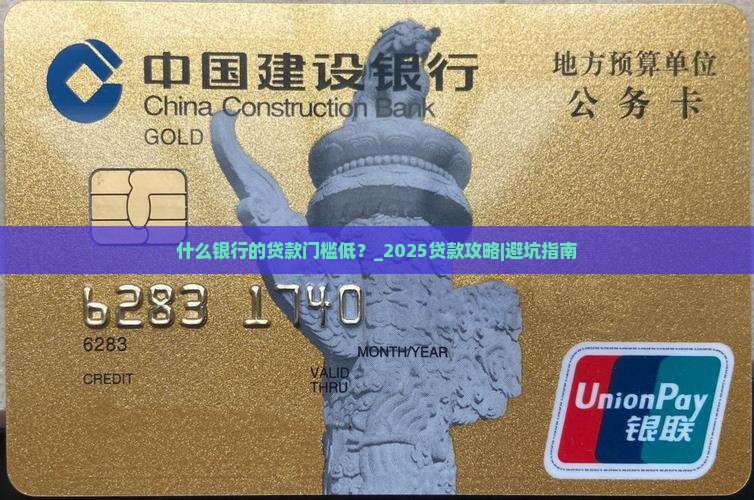 中国建设银行
China Construction Bank
GOLD
地方预算单位
公务卡
什么银行的贷款门槛低？_2025贷款攻略|避坑指南
6283 1740
6283
MONTH/YEAR
CREDIT
VALID
THRU
UnionPay
银联